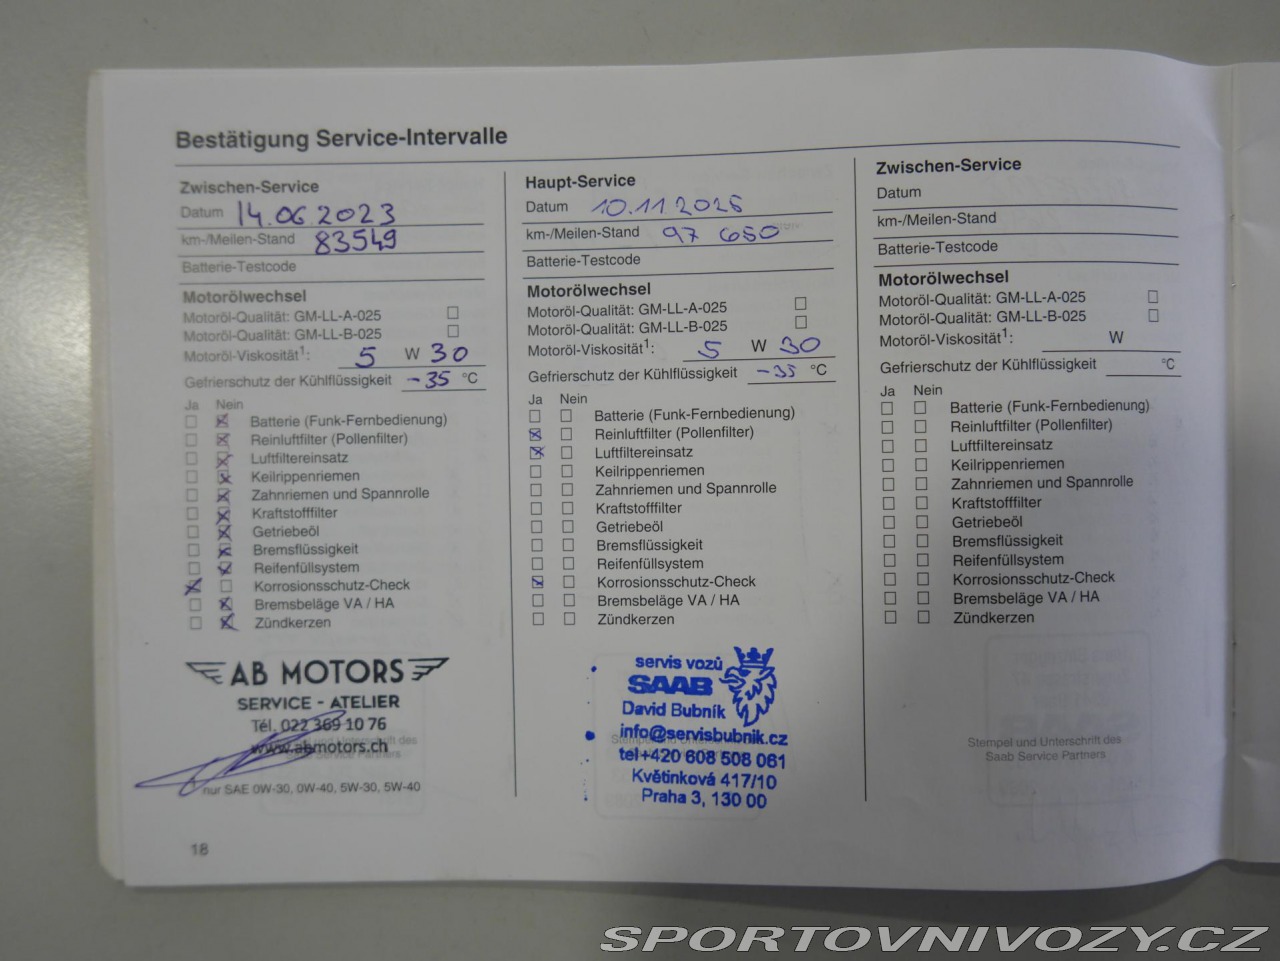 Bestätigung Service-Intervalle
Zwischen-Service
Datum 14.06.2023
km-/Meilen-Stand 83549
Batterie-Testcode
Motorölwechsel
Motoröl-Qualität: GM-LL-A-025
Motoröl-Qualität: GM-LL-B-025
Motoröl-Viskosität¹: 5 W 30
Gefrierschutz der Kühlflüssigkeit -35 °C
Ja Nein
Batterie (Funk-Fernbedienung)
Reinluftfilter (Pollenfilter)
Luftfiltereinsatz
Keilrippenriemen
Zahnriemen und Spannrolle
Kraftstofffilter
Getriebeöl
Bremsflüssigkeit
Reifenfüllsystem
Korrosionsschutz-Check
Bremsbeläge VA / HA
Zündkerzen
AB MOTORS
SERVICE - ATELIER
Tél. 022 369 10 76
www.abmotors.ch
nur SAE 0W-30, 0W-40, 5W-30, 5W-40
18
Haupt-Service
Datum 10.11.2025
km-/Meilen-Stand 97 650
Batterie-Testcode
Motorölwechsel
Motoröl-Qualität: GM-LL-A-025
Motoröl-Qualität: GM-LL-B-025
Motoröl-Viskosität¹: 5 W 30
Gefrierschutz der Kühlflüssigkeit -35 °C
Ja Nein
Batterie (Funk-Fernbedienung)
Reinluftfilter (Pollenfilter)
Luftfiltereinsatz
Keilrippenriemen
Zahnriemen und Spannrolle
Kraftstofffilter
Getriebeöl
Bremsflüssigkeit
Reifenfüllsystem
Korrosionsschutz-Check
Bremsbeläge VA / HA
Zündkerzen
servis vozů
SAAB
David Bubník
info@servisbubnik.cz
tel+420 608 508 061
Květinková 417/10
Praha 3, 130 00
Zwischen-Service
Datum
km-/Meilen-Stand
Batterie-Testcode
Motorölwechsel
Motoröl-Qualität: GM-LL-A-025
Motoröl-Qualität: GM-LL-B-025
Motoröl-Viskosität¹: W
Gefrierschutz der Kühlflüssigkeit °C
Ja Nein
Batterie (Funk-Fernbedienung)
Reinluftfilter (Pollenfilter)
Luftfiltereinsatz
Keilrippenriemen
Zahnriemen und Spannrolle
Kraftstofffilter
Getriebeöl
Bremsflüssigkeit
Reifenfüllsystem
Korrosionsschutz-Check
Bremsbeläge VA / HA
Zündkerzen
Stempel und Unterschrift des
Saab Service Partners
SPORTOVNIVOZY.CZ